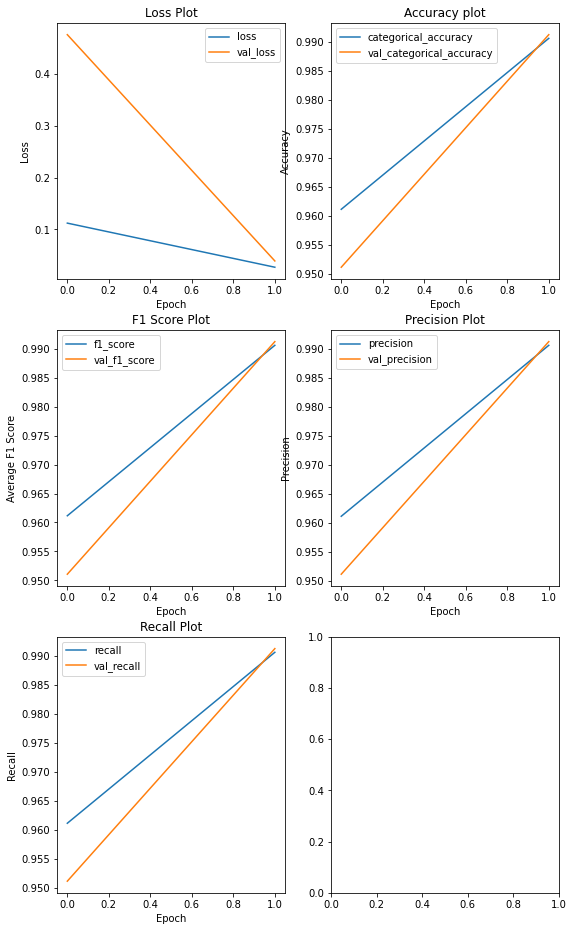 Loss Plot
loss
val_loss
0.4
0.3
0.2
0.1
Loss
0.0 0.2 0.4 0.6 0.8 1.0
Epoch
Accuracy plot
categorical_accuracy
val_categorical_accuracy
0.990
0.985
0.980
0.975
0.970
0.965
0.960
0.955
0.950
Accuracy
0.0 0.2 0.4 0.6 0.8 1.0
Epoch
F1 Score Plot
f1_score
val_f1_score
0.990
0.985
0.980
0.975
0.970
0.965
0.960
0.955
0.950
Average F1 Score
0.0 0.2 0.4 0.6 0.8 1.0
Epoch
Precision Plot
precision
val_precision
0.990
0.985
0.980
0.975
0.970
0.965
0.960
0.955
0.950
Precision
0.0 0.2 0.4 0.6 0.8 1.0
Epoch
Recall Plot
recall
val_recall
0.990
0.985
0.980
0.975
0.970
0.965
0.960
0.955
0.950
Recall
0.0 0.2 0.4 0.6 0.8 1.0
Epoch
1.0
0.8
0.6
0.4
0.2
0.0
0.0 0.2 0.4 0.6 0.8 1.0